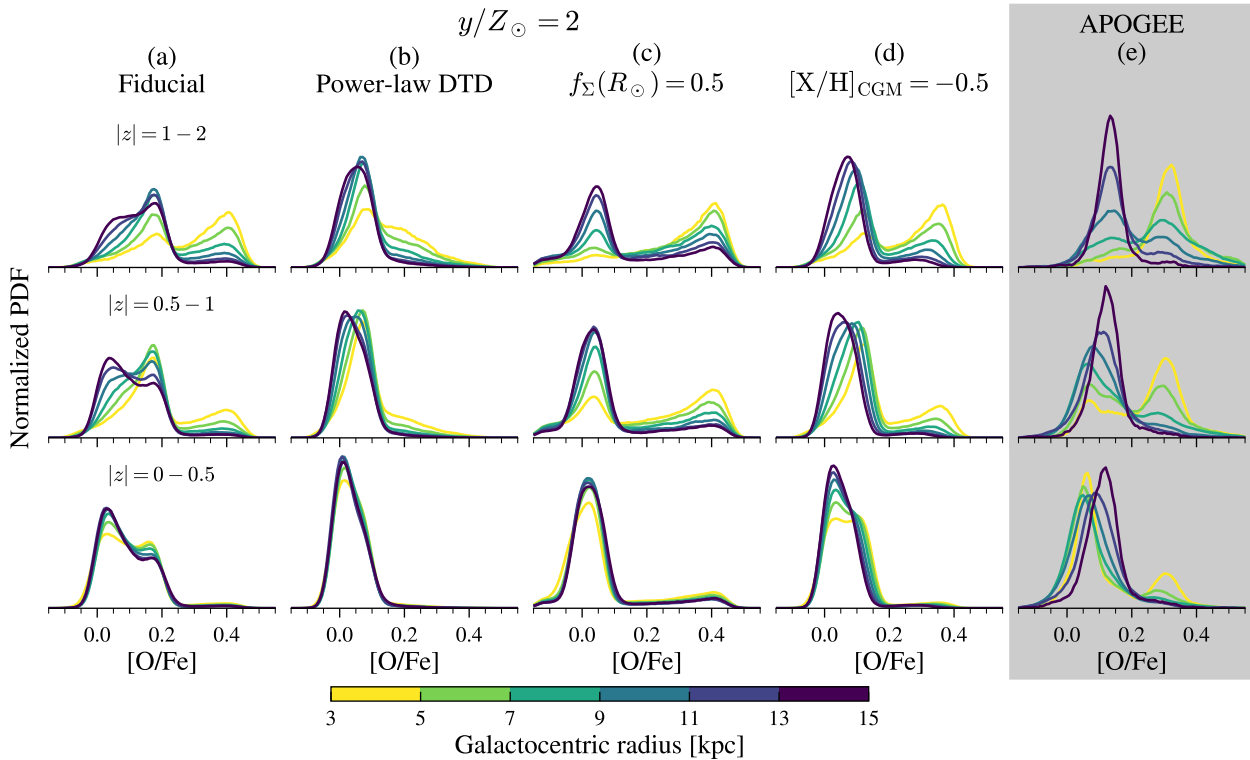 y/Z⊙ = 2
APOGEE
(a) (b) (c) (d) (e)
Fiducial Power-law DTD fΣ(R⊙) = 0.5 [X/H]CGM = −0.5
|z| = 1 − 2
|z| = 0.5 − 1
|z| = 0 − 0.5
Normalized PDF
0.0 0.2 0.4 0.0 0.2 0.4 0.0 0.2 0.4 0.0 0.2 0.4 0.0 0.2 0.4
[O/Fe] [O/Fe] [O/Fe] [O/Fe] [O/Fe]
3 5 7 9 11 13 15
Galactocentric radius [kpc]